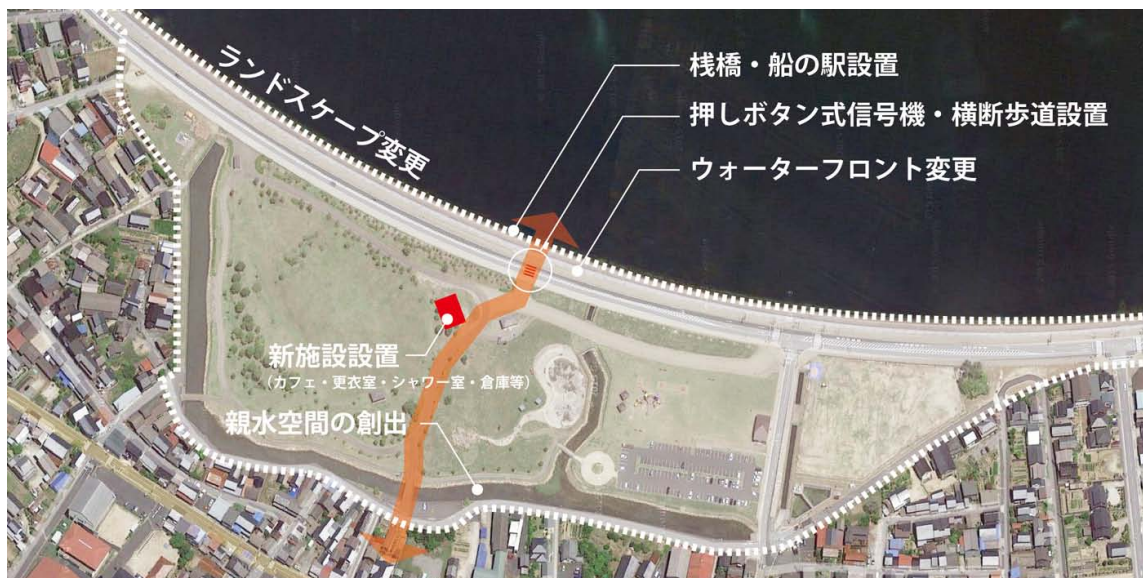 ランドスケープ変更
桟橋・船の駅設置
押しボタン式信号機・横断歩道設置
ウォーターフロント変更
新施設設置
(カフェ・更衣室・シャワー室・倉庫等)
親水空間の創出